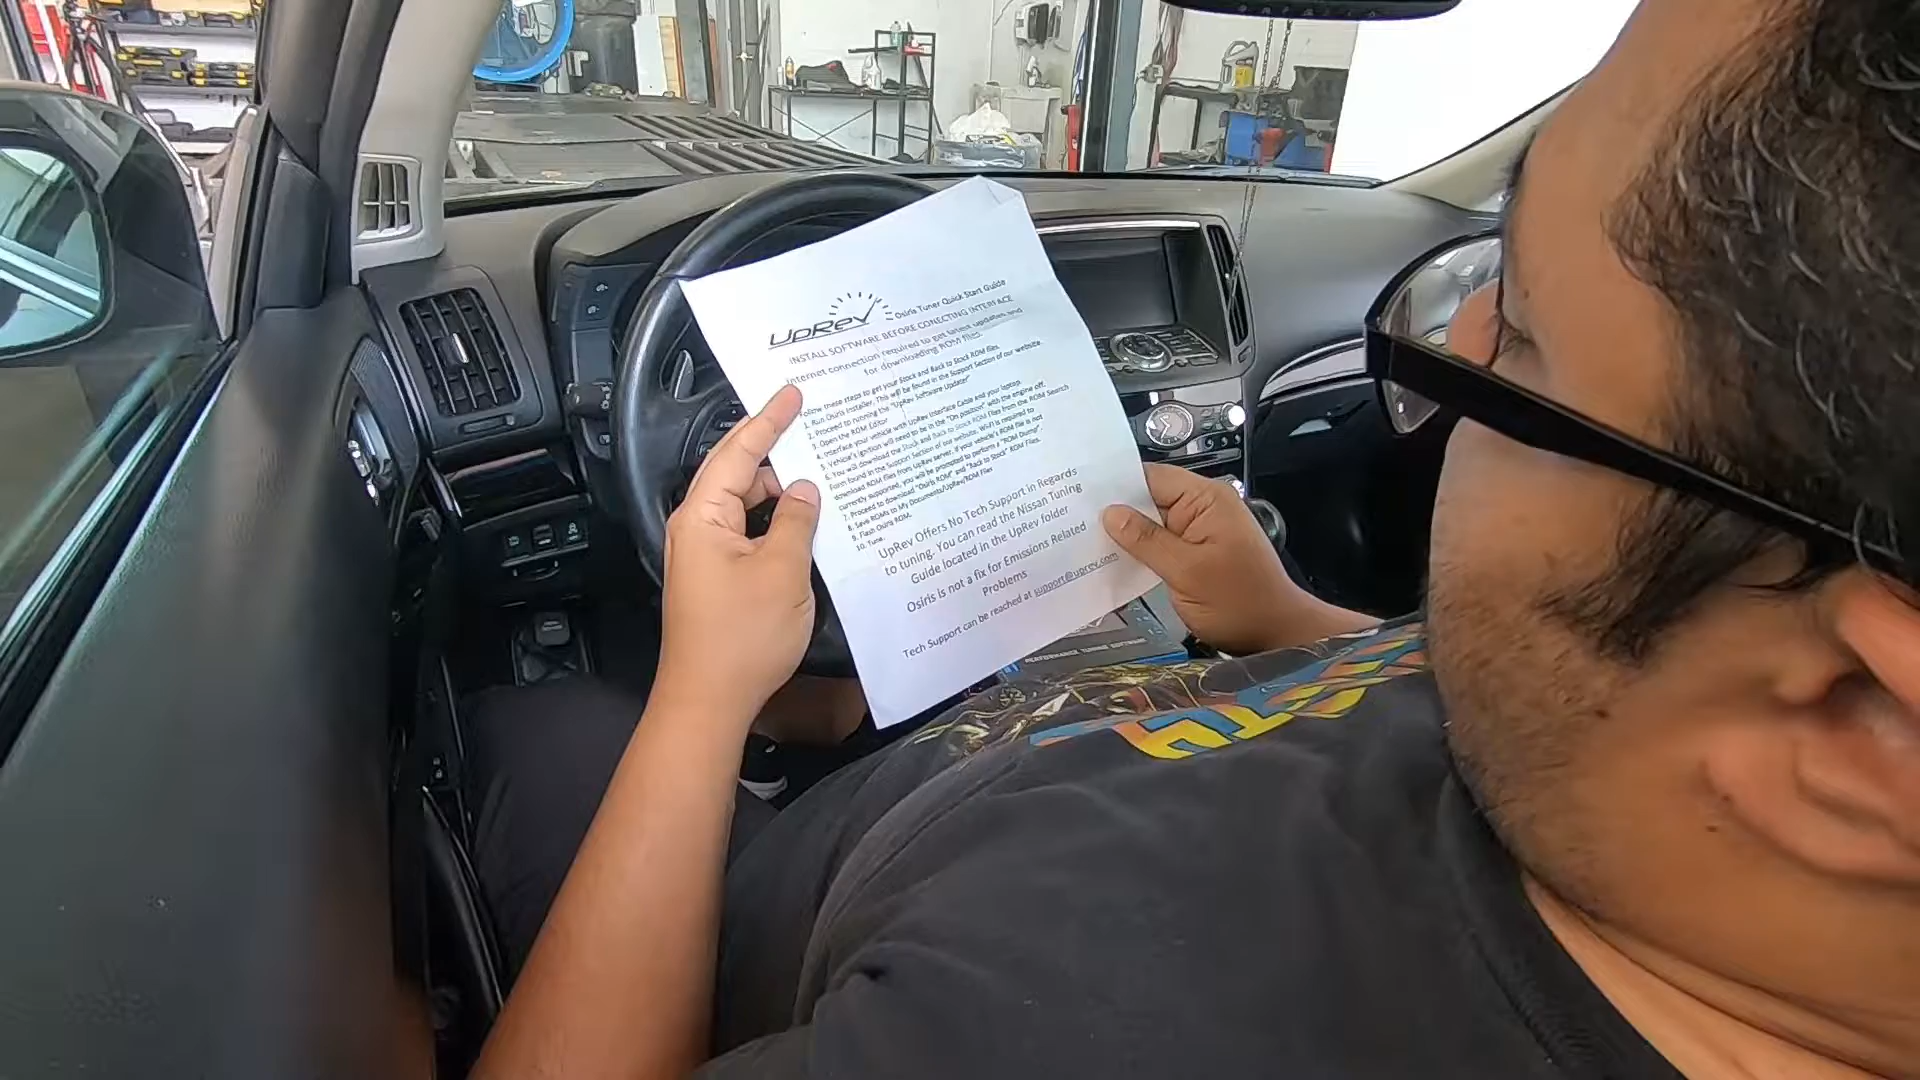 UpRev Osiris Tuner Quick Start Guide
INSTALL SOFTWARE BEFORE CONECTING INTERFACE
Internet connection required to get latest updates and
for downloading ROM files.
Follow these steps to get your Stock and Back to Stock ROM files.
1. Run Osiris Installer. This will be found in the Support Section of our website.
2. Proceed to running the "UpRev Software Updater"
3. Open the ROM Editor
4. Interface your vehicle with UpRev Interface Cable and your laptop.
5. Vehicle's ignition will need to be in the "On position" with the engine off.
6. You will download the Stock and Back to Stock ROM files from the ROM Search
Form found in the Support Section of our website. Wi-Fi is required to
download ROM files from UpRev server. If your vehicle's ROM file is not
currently supported, you will be prompted to perform a "ROM Dump".
7. Proceed to download "Osiris ROM" and "Back to Stock" ROM Files.
8. Save ROMs to My Documents/UpRev/ROM Files
9. Flash Osiris ROM.
10. Tune.
UpRev Offers No Tech Support in Regards
to tuning. You can read the Nissan Tuning
Guide located in the UpRev folder
Osiris is not a fix for Emissions Related
Problems
Tech Support can be reached at support@uprev.com
PERFORMANCE TUNING SOFTWARE